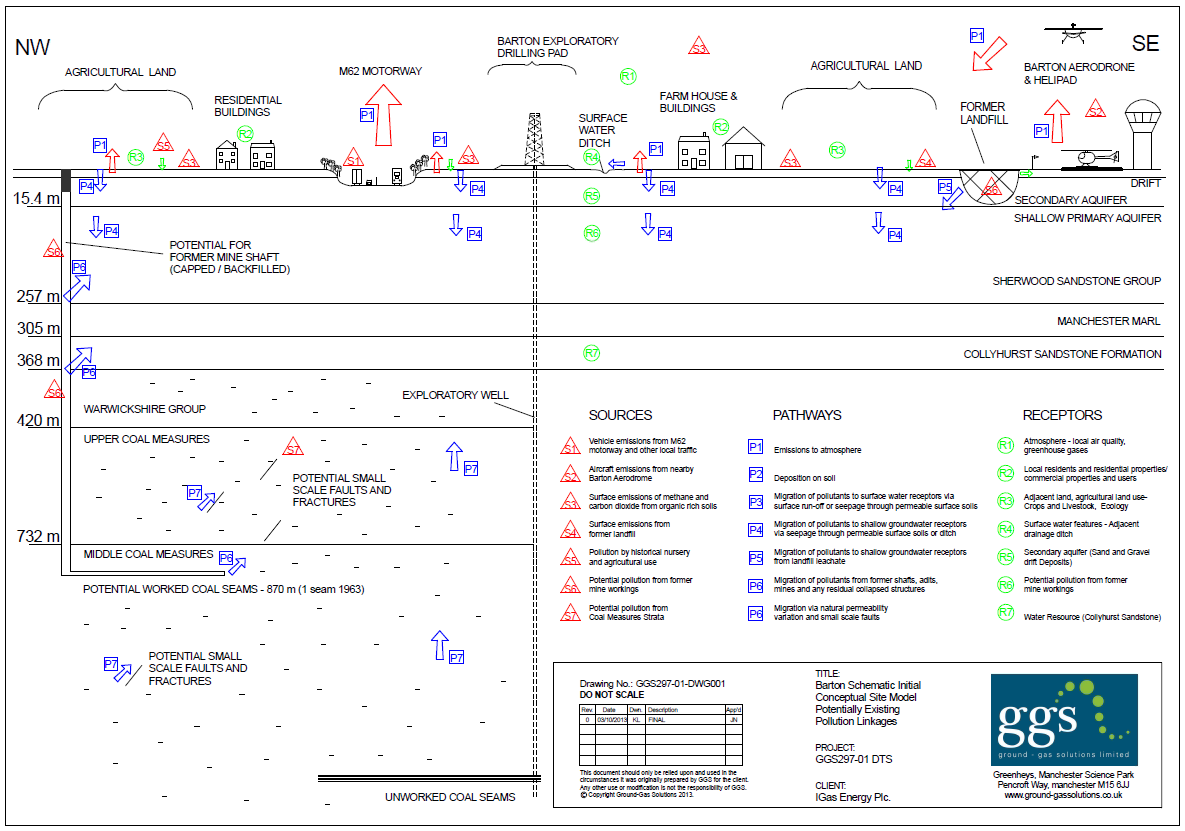 NW
SE
AGRICULTURAL LAND
RESIDENTIAL
BUILDINGS
M62 MOTORWAY
BARTON EXPLORATORY
DRILLING PAD
SURFACE
WATER
DITCH
FARM HOUSE &
BUILDINGS
AGRICULTURAL LAND
FORMER
LANDFILL
BARTON AERODROME
& HELIPAD
P1
S3
R1
P1
P1
R3
S5
S3
R2
S1
P1
S3
R4
P1
R2
S3
R3
S4
P1
S2
P4
P4
P4
P4
P5
S6
R5
DRIFT
15.4 m
SECONDARY AQUIFER
SHALLOW PRIMARY AQUIFER
P4
P4
R6
P4
P4
S6
POTENTIAL FOR
FORMER MINE SHAFT
(CAPPED / BACKFILLED)
P6
SHERWOOD SANDSTONE GROUP
257 m
MANCHESTER MARL
305 m
R7
COLLYHURST SANDSTONE FORMATION
368 m
P6
S6
WARWICKSHIRE GROUP
EXPLORATORY WELL
420 m
UPPER COAL MEASURES
S7
P7
POTENTIAL SMALL
SCALE FAULTS AND
FRACTURES
P7
732 m
MIDDLE COAL MEASURES
P6
POTENTIAL WORKED COAL SEAMS - 870 m (1 seam 1963)
P7
POTENTIAL SMALL
SCALE FAULTS AND
FRACTURES
P7
UNWORKED COAL SEAMS
SOURCES
S1
Vehicle emissions from M62
motorway and other local traffic
S2
Aircraft emissions from nearby
Barton Aerodrome
S3
Surface emissions of methane and
carbon dioxide from organic rich soils
S4
Surface emissions from
former landfill
S5
Pollution by historical nursery
and agricultural use
S6
Potential pollution from former
mine workings
S7
Potential pollution from
Coal Measures Strata
PATHWAYS
P1
Emissions to atmosphere
P2
Deposition on soil
P3
Migration of pollutants to surface water receptors via
surface run-off or seepage through permeable surface soils
P4
Migration of pollutants to shallow groundwater receptors
via seepage through permeable surface soils or ditch
P5
Migration of pollutants to shallow groundwater receptors
from landfill leachate
P6
Migration of pollutants from former shafts, adits,
mines and any residual collapsed structures
P6
Migration via natural permeability
variation and small scale faults
RECEPTORS
R1
Atmosphere - local air quality,
greenhouse gases
R2
Local residents and residential properties/
commercial properties and users
R3
Adjacent land, agricultural land use-
Crops and Livestock, Ecology
R4
Surface water features - Adjacent
drainage ditch
R5
Secondary aquifer (Sand and Gravel
drift Deposits)
R6
Potential pollution from former
mine workings
R7
Water Resource (Collyhurst Sandstone)
Drawing No.: GGS297-01-DWG001
DO NOT SCALE
Rev. Date Dwn. Description App'd
0 03/10/2013 KL FINAL JN
This document should only be relied upon and used in the
circumstances it was originally prepared by GGS for the client.
Any other use or modification is not the responsibility of GGS.
© Copyright Ground-Gas Solutions 2013.
TITLE:
Barton Schematic Initial
Conceptual Site Model
Potentially Existing
Pollution Linkages
PROJECT:
GGS297-01 DTS
CLIENT:
IGas Energy Plc.
ggs
ground - gas solutions limited
Greenheys, Manchester Science Park
Pencroft Way, manchester M15 6JJ
www.ground-gassolutions.co.uk